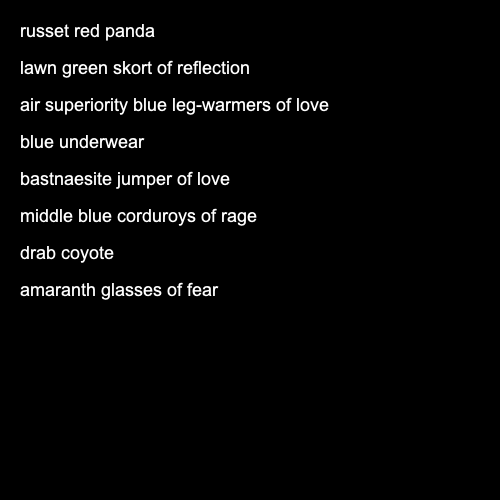 russet red panda
lawn green skort of reflection
air superiority blue leg-warmers of love
blue underwear
bastnaesite jumper of love
middle blue corduroys of rage
drab coyote
amaranth glasses of fear